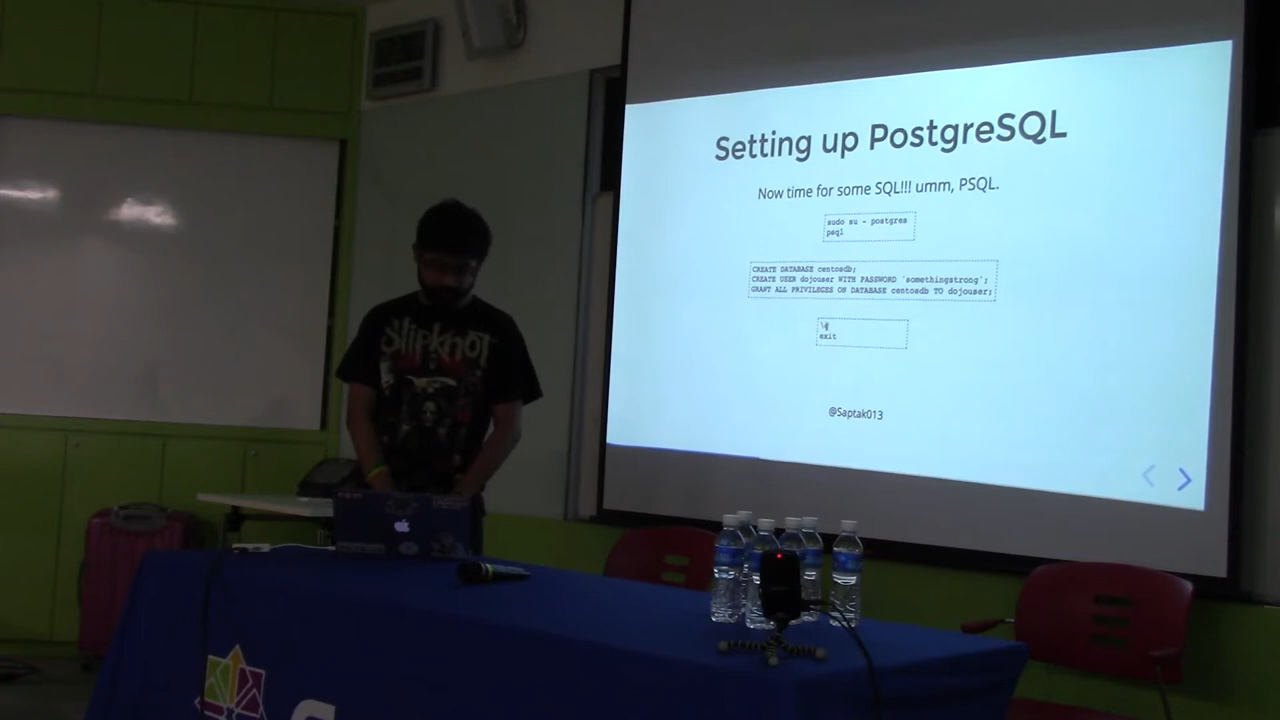 Setting up PostgreSQL
Now time for some SQL!!! umm, PSQL.
sudo su - postgres
psql
CREATE DATABASE centosdb;
CREATE USER dojouser WITH PASSWORD 'somethingstrong';
GRANT ALL PRIVILEGES ON DATABASE centosdb TO dojouser;
\q
exit
@Saptak013
Slipknot